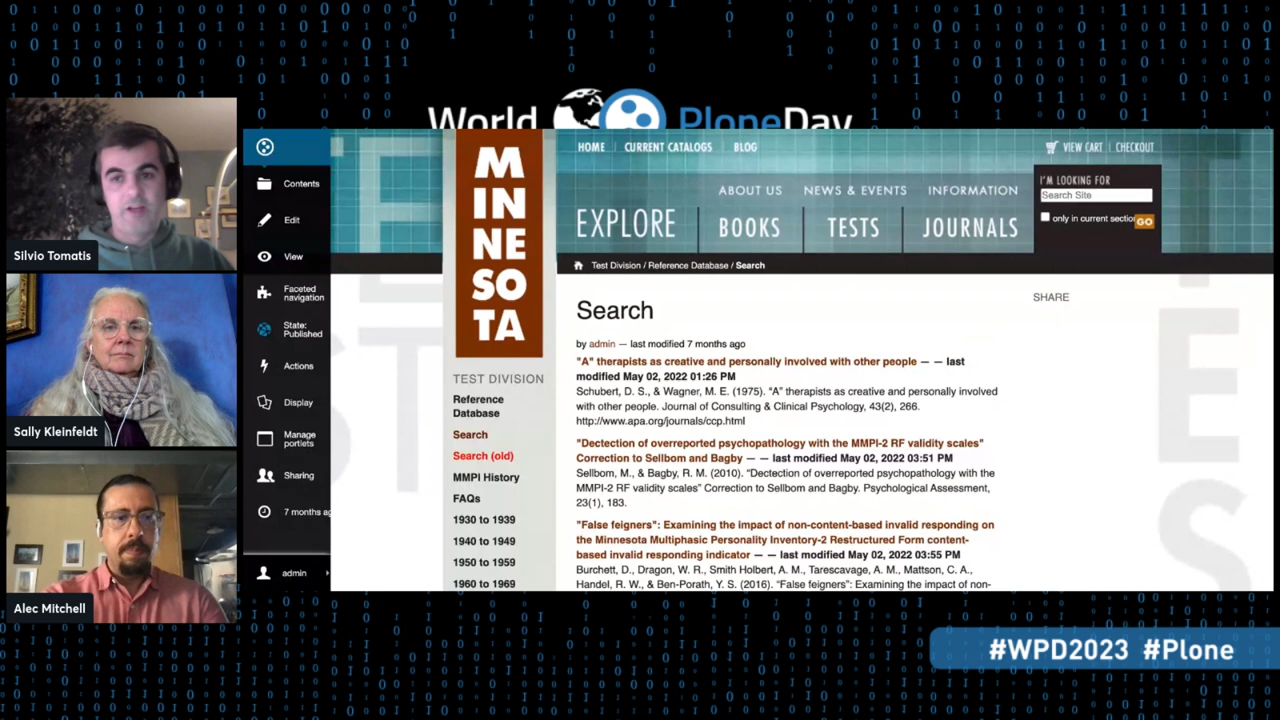 World PloneDay
Silvio Tomatis
Sally Kleinfeldt
Alec Mitchell
Contents
Edit
View
Faceted
navigation
State:
Published
Actions
Display
Manage
portlets
Sharing
7 months ag
admin
M
IN
NE
SO
TA
HOME CURRENT CATALOGS BLOG
VIEW CART CHECKOUT
ABOUT US NEWS & EVENTS INFORMATION
EXPLORE BOOKS TESTS JOURNALS
I'M LOOKING FOR
Search Site
only in current section
GO
Test Division / Reference Database / Search
TEST DIVISION
Reference
Database
Search
Search (old)
MMPI History
FAQs
1930 to 1939
1940 to 1949
1950 to 1959
1960 to 1969
Search
SHARE
by admin — last modified 7 months ago
"A" therapists as creative and personally involved with other people — — last
modified May 02, 2022 01:26 PM
Schubert, D. S., & Wagner, M. E. (1975). “A” therapists as creative and personally involved
with other people. Journal of Consulting & Clinical Psychology, 43(2), 266.
http://www.apa.org/journals/ccp.html
"Dectection of overreported psychopathology with the MMPI-2 RF validity scales"
Correction to Sellbom and Bagby — — last modified May 02, 2022 03:51 PM
Sellbom, M., & Bagby, R. M. (2010). “Dectection of overreported psychopathology with the
MMPI-2 RF validity scales” Correction to Sellbom and Bagby. Psychological Assessment,
23(1), 183.
"False feigners": Examining the impact of non-content-based invalid responding on
the Minnesota Multiphasic Personality Inventory-2 Restructured Form content-
based invalid responding indicator — — last modified May 02, 2022 03:55 PM
Burchett, D., Dragon, W. R., Smith Holbert, A. M., Tarescavage, A. M., Mattson, C. A.,
Handel, R. W., & Ben-Porath, Y. S. (2016). “False feigners”: Examining the impact of non-
#WPD2023 #Plone